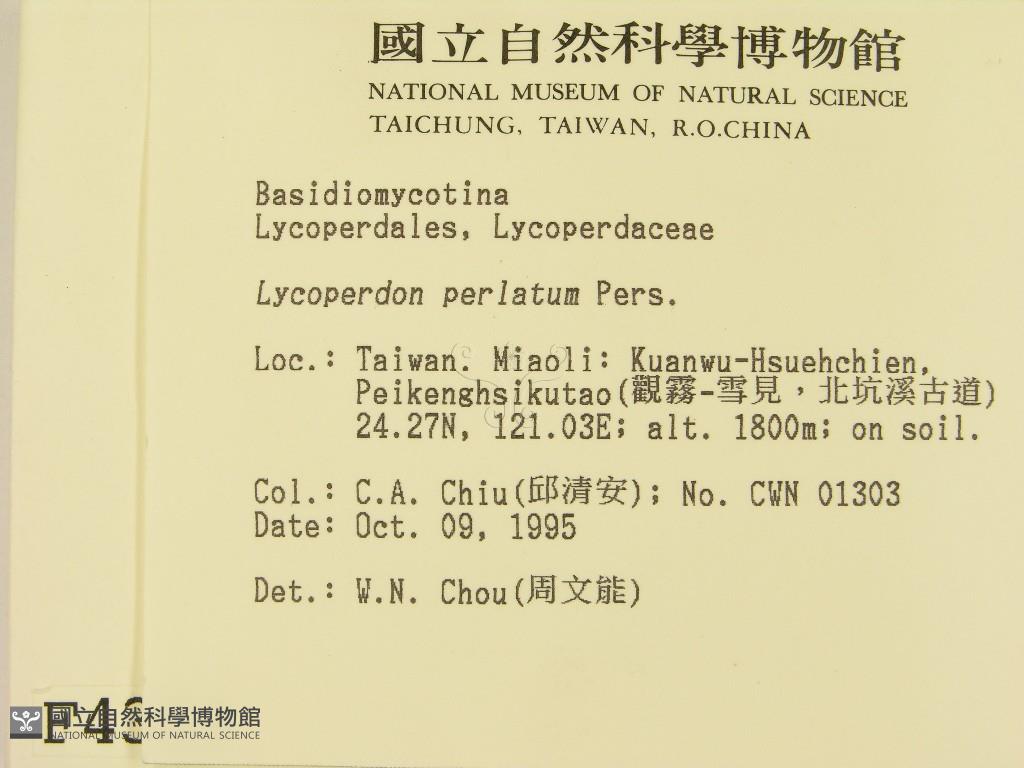 國立自然科學博物館
NATIONAL MUSEUM OF NATURAL SCIENCE
TAICHUNG, TAIWAN, R.O.CHINA
Basidiomycotina
Lycoperdales, Lycoperdaceae
Lycoperdon perlatum Pers.
Loc.: Taiwan. Miaoli: Kuanwu-Hsuehchien,
Peikenghsikutao(觀霧-雪見，北坑溪古道)
24.27N, 121.03E; alt. 1800m; on soil.
Col.: C.A. Chiu(邱清安); No. CWN 01303
Date: Oct. 09, 1995
Det.: W.N. Chou(周文能)
國立自然科學博物館
NATIONAL MUSEUM OF NATURAL SCIENCE